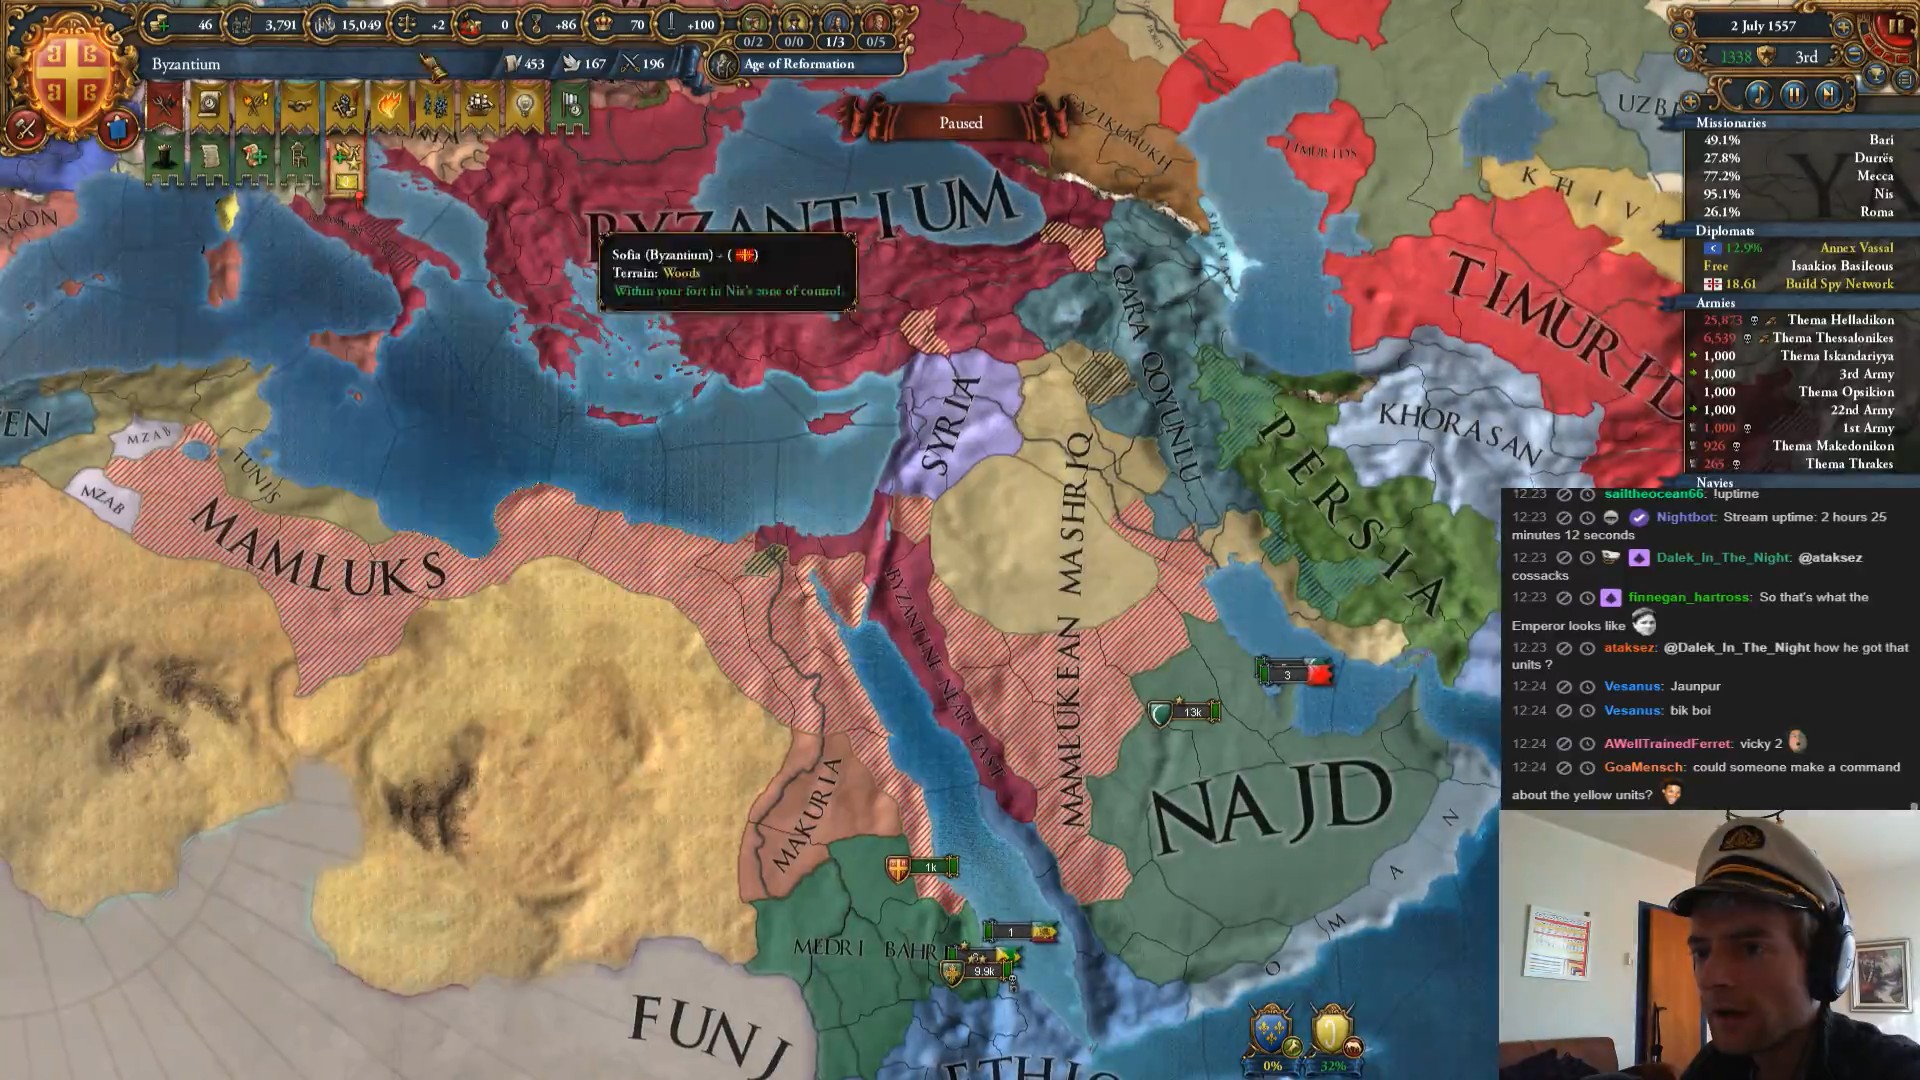 46
3,791
15,049
+2
0
+86
70
+100
0/2
0/0
1/3
0/5
Byzantium
453
167
196
Age of Reformation
2 July 1557
1338
3rd
Paused
Missionaries
49.1% Bari
27.8% Durrës
77.2% Mecca
95.1% Nis
26.1% Roma
Diplomats
12.9% Annex Vassal
Free Isaakios Basileous
18.61 Build Spy Network
Armies
25,873 Thema Helladikon
6,539 Thema Thessalonikes
1,000 Thema Iskandariyya
1,000 3rd Army
1,000 Thema Opsikion
1,000 22nd Army
1,000 1st Army
926 Thema Makedonikon
265 Thema Thrakes
Navies
BYZANTIUM
Sofia (Byzantium) - ( )
Terrain: Woods
Within your fort in Nis's zone of control
GAZIKUMUKH
TIMURIDS
UZBE
KHIVA
SHIRVAN
TIMURID
QARA QOYUNLU
KHORASAN
PERSIA
SYRIA
MAMLUKEAN MASHRIQ
MZAB
MZAB
TUNIS
MAMLUKS
BYZANTINE NEAR EAST
NAJD
OMAN
MAKURIA
MEDRI BAHR
FUNJ
ETHIO
3
13k
1k
1
9.9k
0%
32%
12:23 sailtheocean66: !uptime
12:23 Nightbot: Stream uptime: 2 hours 25
minutes 12 seconds
12:23 Dalek_In_The_Night: @ataksez
cossacks
12:23 finnegan_hartross: So that's what the
Emperor looks like
12:23 ataksez: @Dalek_In_The_Night how he got that
units ?
12:24 Vesanus: Jaunpur
12:24 Vesanus: bik boi
12:24 AWellTrainedFerret: vicky 2
12:24 GoaMensch: could someone make a command
about the yellow units?